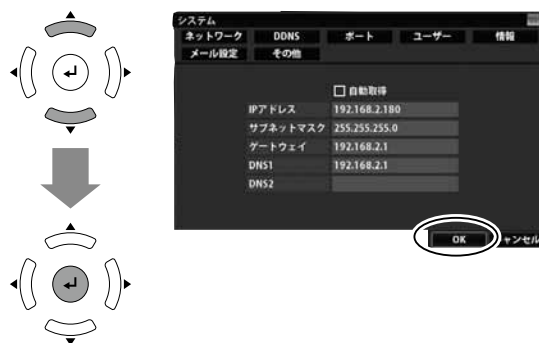 システム
ネットワーク DDNS ポート ユーザー 情報
メール設定 その他
自動取得
IPアドレス 192.168.2.180
サブネットマスク 255.255.255.0
ゲートウェイ 192.168.2.1
DNS1 192.168.2.1
DNS2
OK ャンセル